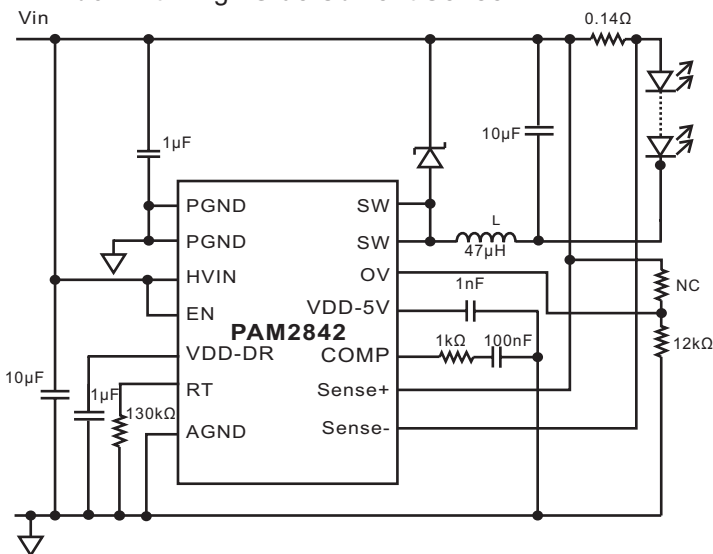 Vin
0.14Ω
1µF
10µF
PGND
SW
PGND
SW
L
47µH
HVIN
OV
NC
EN
VDD-5V
1nF
PAM2842
VDD-DR
COMP
1kΩ
100nF
12kΩ
10µF
1µF
RT
130kΩ
Sense+
AGND
Sense-